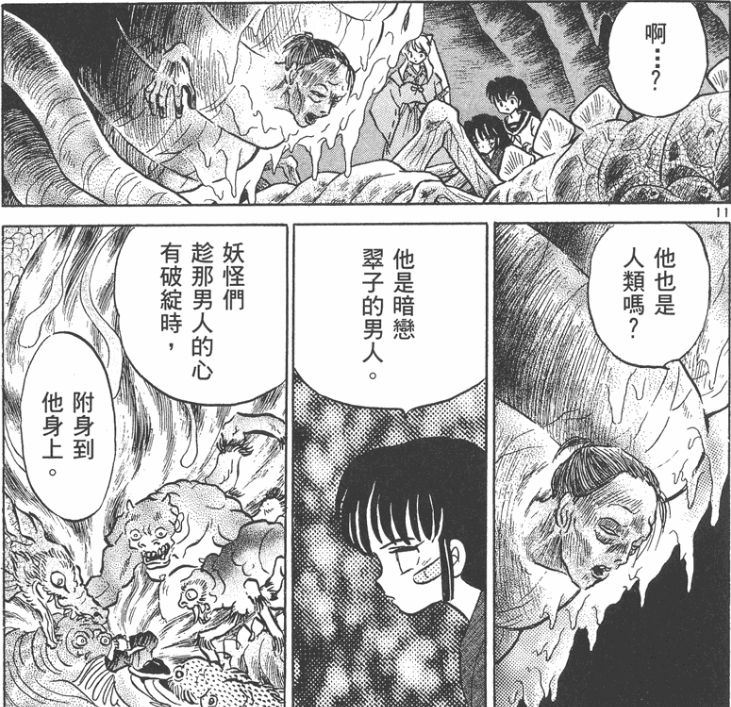 啊…?
11
他也是
人類嗎?
他是暗戀
翠子的男人。
妖怪們
趁那男人的心
有破綻時，
附身到
他身上。